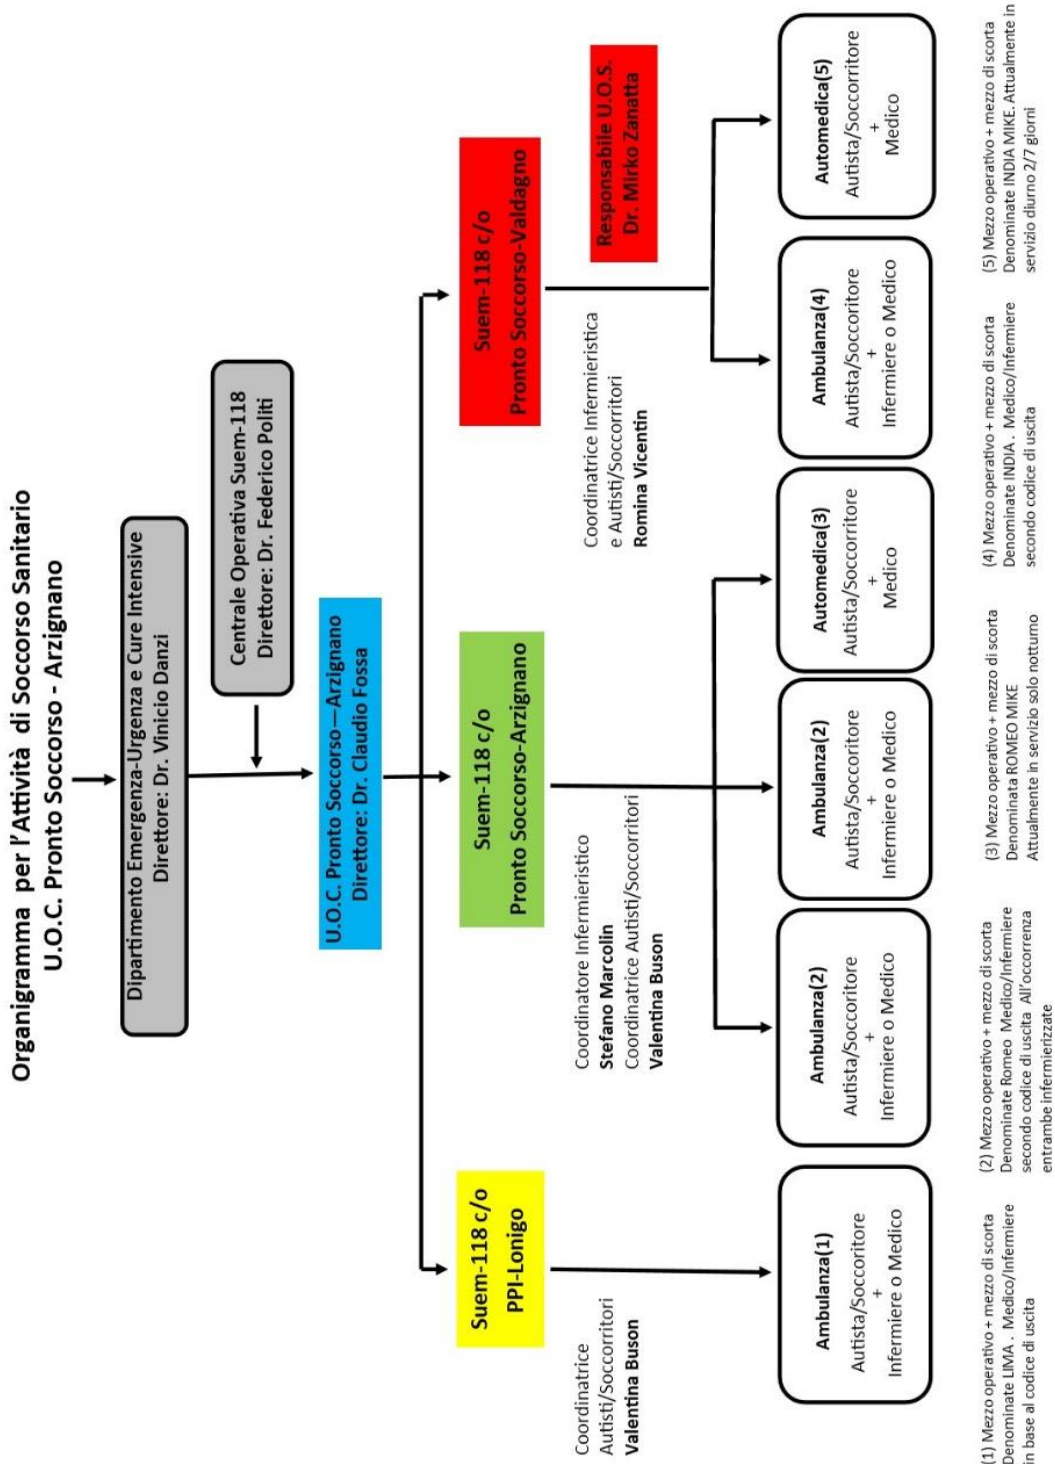 Organigramma per l'Attività di Soccorso Sanitario
U.O.C. Pronto Soccorso - Arzignano
Dipartimento Emergenza-Urgenza e Cure Intensive
Direttore: Dr. Vinicio Danzi
Centrale Operativa Suem-118
Direttore: Dr. Federico Politi
U.O.C. Pronto Soccorso—Arzignano
Direttore: Dr. Claudio Fossa
Suem-118 c/o
PPI-Lonigo
Suem-118 c/o
Pronto Soccorso-Arzignano
Suem-118 c/o
Pronto Soccorso-Valdagno
Coordinatrice
Autisti/Soccorritori
Valentina Buson
Coordinatore Infermieristico
Stefano Marcolin
Coordinatrice Autisti/Soccorritori
Valentina Buson
Coordinatrice Infermieristica
e Autisti/Soccorritori
Romina Vicentin
Responsabile U.O.S.
Dr. Mirko Zanatta
Ambulanza(1)
Autista/Soccoritore
+
Infermiere o Medico
Ambulanza(2)
Autista/Soccoritore
+
Infermiere o Medico
Ambulanza(2)
Autista/Soccoritore
+
Infermiere o Medico
Automedica(3)
Autista/Soccorritore
+
Medico
Ambulanza(4)
Autista/Soccoritore
+
Infermiere o Medico
Automedica(5)
Autista/Soccorritore
+
Medico
(1) Mezzo operativo + mezzo di scorta
Denominate LIMA . Medico/Infermiere
in base al codice di uscita
(2) Mezzo operativo + mezzo di scorta
Denominate Romeo Medico/Infermiere
secondo codice di uscita All'occorrenza
entrambe infermierizzate
(3) Mezzo operativo + mezzo di scorta
Denominata ROMEO MIKE
Attualmente in servizio solo notturno
(4) Mezzo operativo + mezzo di scorta
Denominate INDIA . Medico/Infermiere
secondo codice di uscita
(5) Mezzo operativo + mezzo di scorta
Denominate INDIA MIKE. Attualmente in
servizio diurno 2/7 giorni